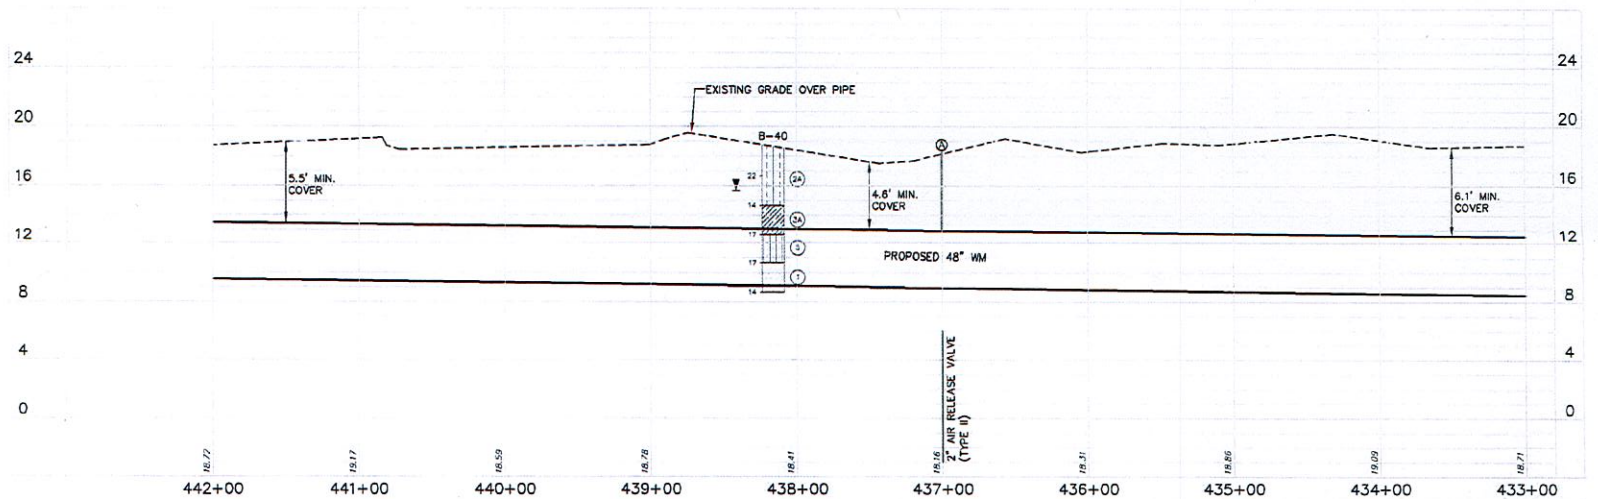 24
24
EXISTING GRADE OVER PIPE
20
20
B-40
A
22
2A
16
5.5' MIN.
COVER
4.6' MIN.
COVER
6.1' MIN.
COVER
16
14
3A
12
17
12
PROPOSED 48" WM
17
14
8
8
4
4
2" AIR RELEASE VALVE
(TYPE II)
0
0
18.72
19.17
18.59
18.78
18.41
18.16
18.31
18.86
19.09
18.71
442+00
441+00
440+00
439+00
438+00
437+00
436+00
435+00
434+00
433+00